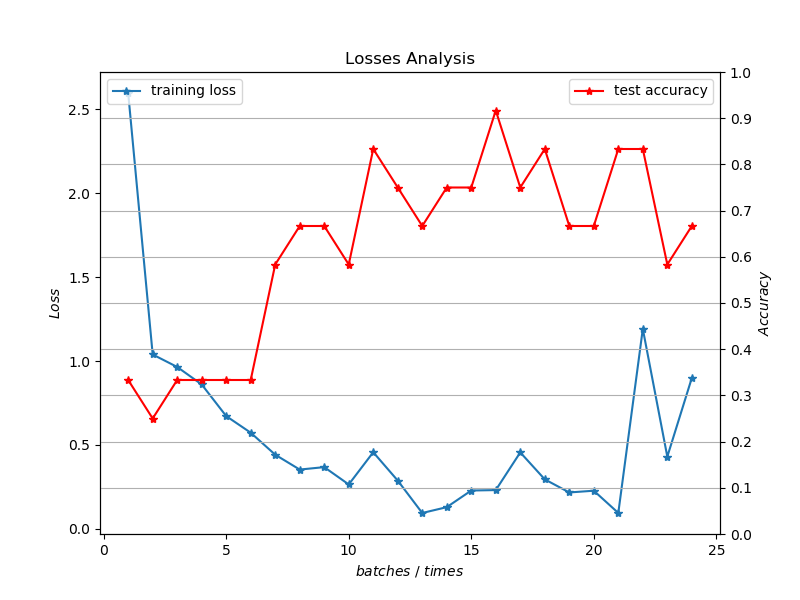 Losses Analysis
training loss
test accuracy
Loss
2.5
2.0
1.5
1.0
0.5
0.0
1.0
0.9
0.8
0.7
0.6
0.5
0.4
0.3
0.2
0.1
0.0
Accuracy
0 5 10 15 20 25
batches / times